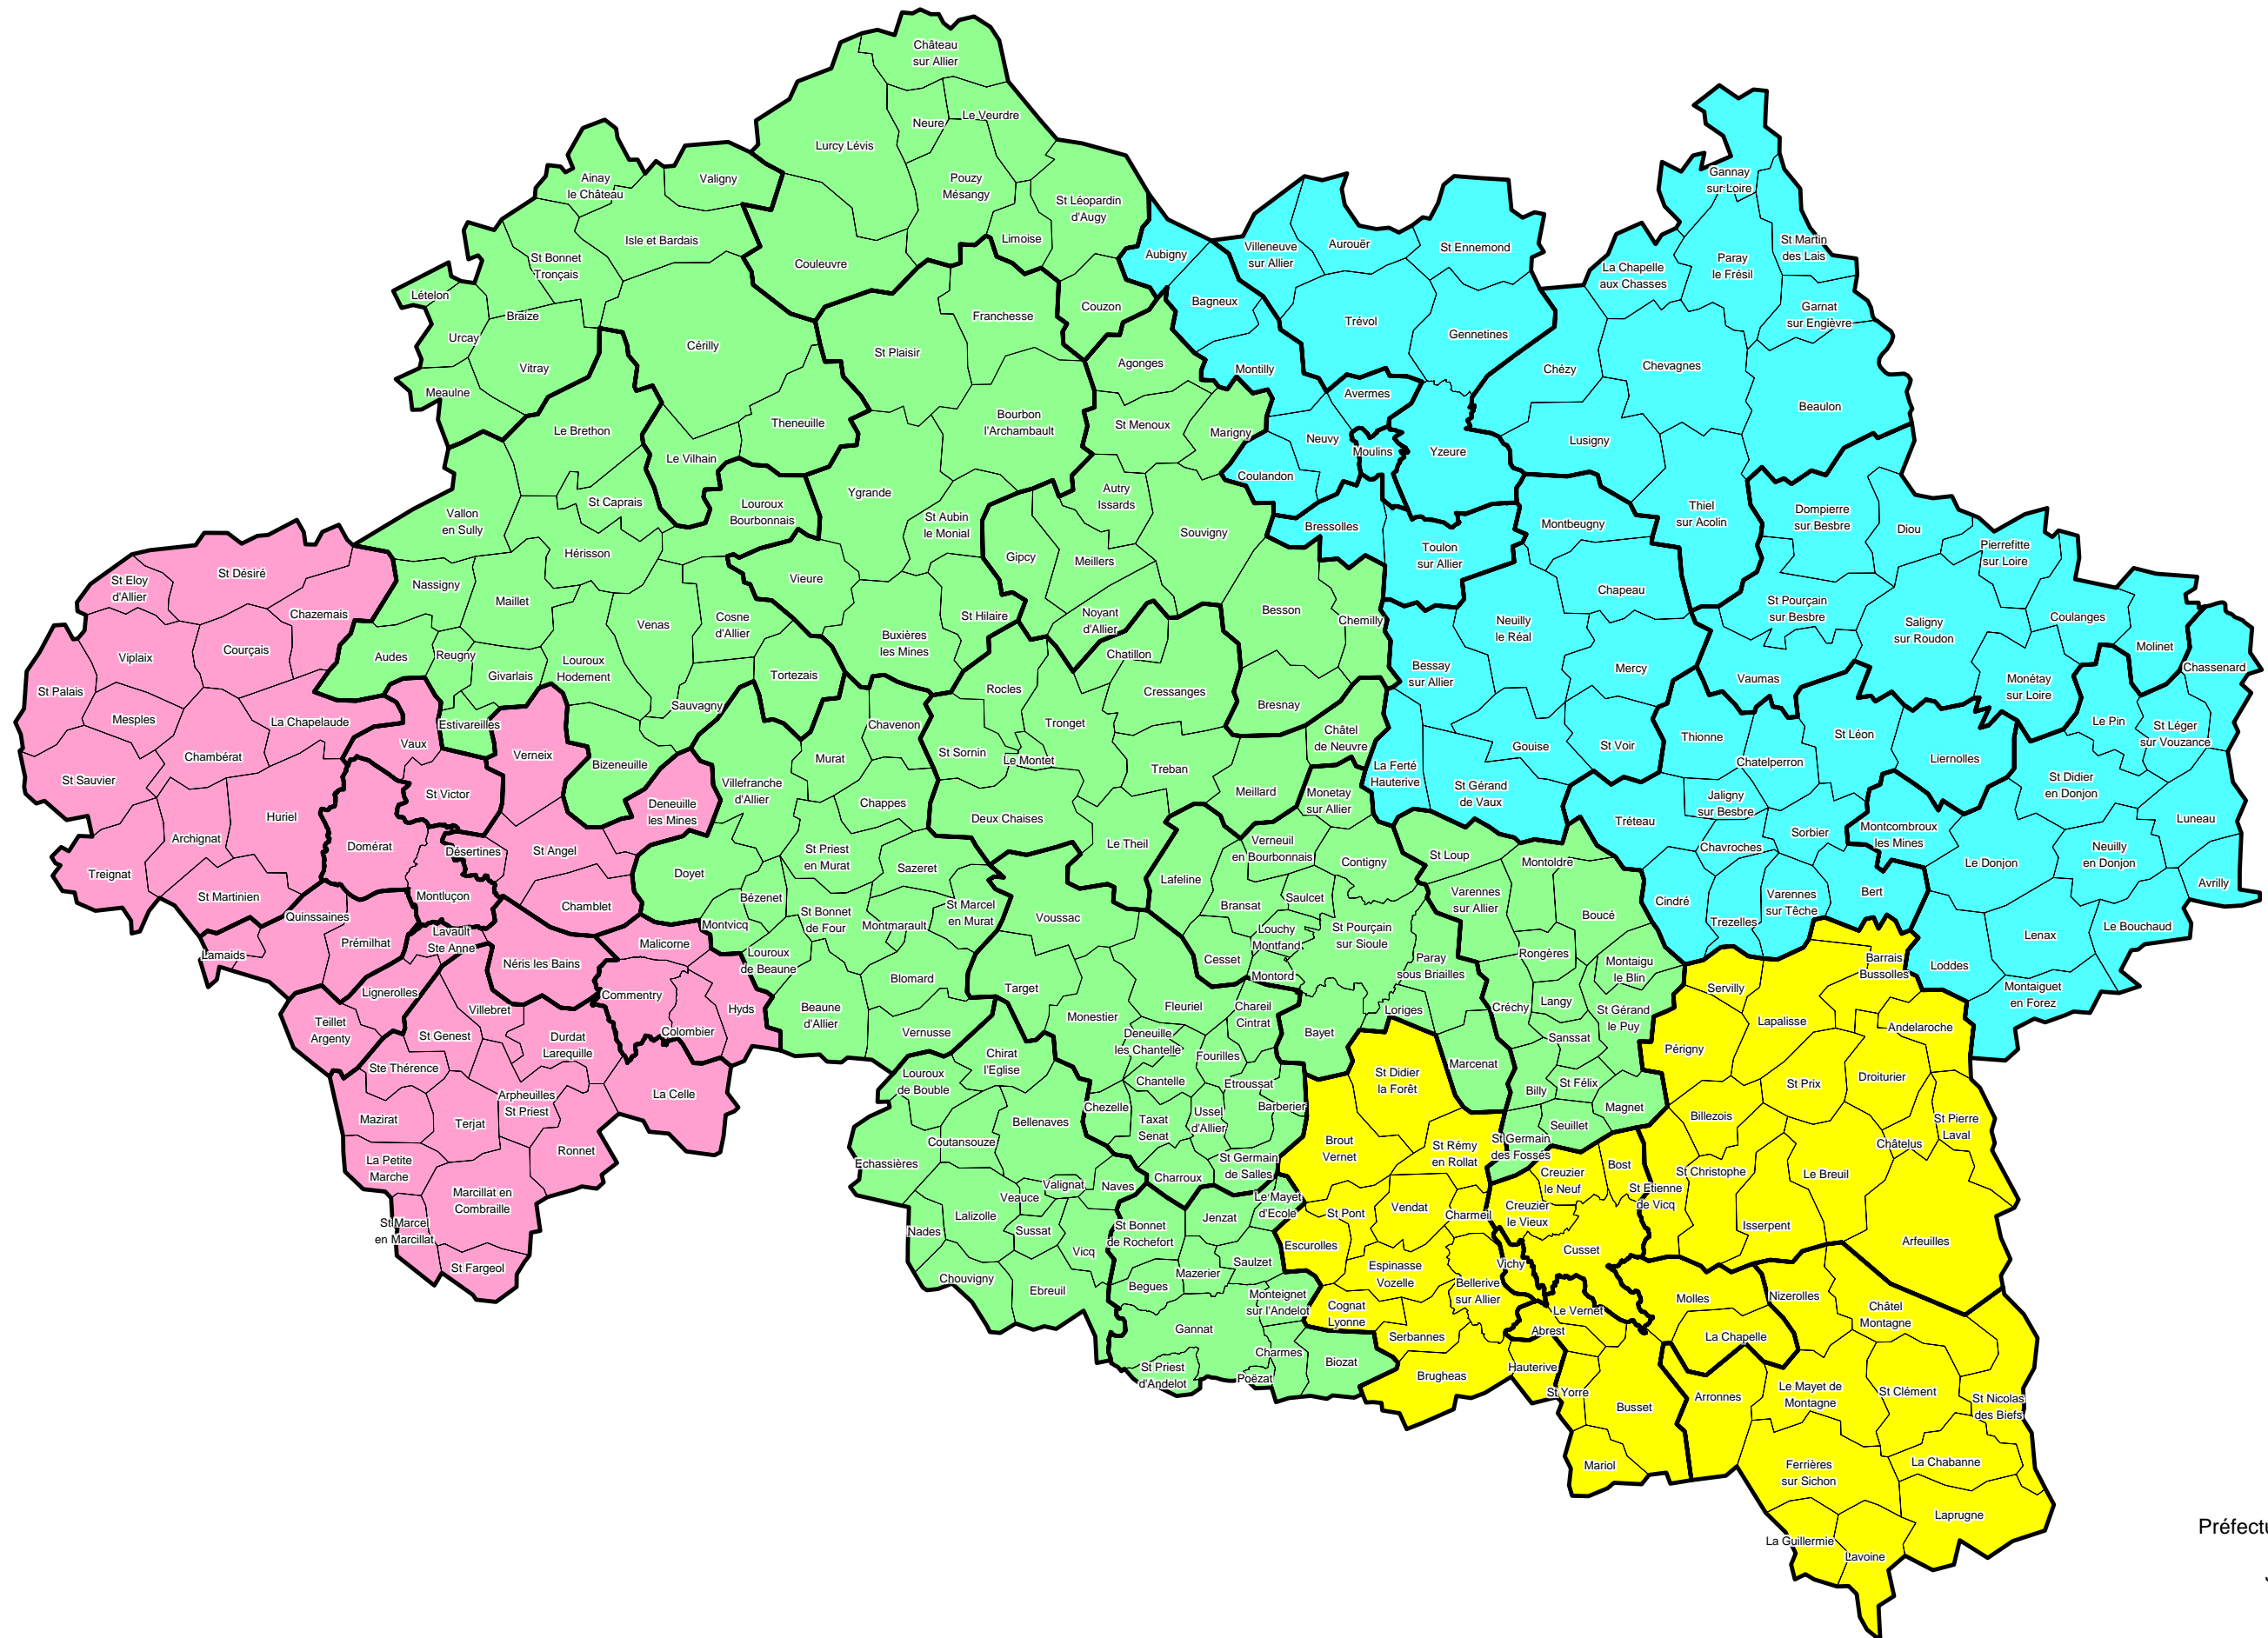 Château
sur Allier
Neure
Le Veurdre
Lurcy Lévis
Pouzy
Mésangy
Ainay
le Château
Valigny
St Léopardin
d'Augy
Limoise
Isle et Bardais
St Bonnet
Tronçais
Couleuvre
Couzon
Lételon
Braize
Urcay
Vitray
Meaulne
Cérilly
St Plaisir
Franchesse
Agonges
Bourbon
l'Archambault
St Menoux
Marigny
Theneuille
Le Brethon
Le Vilhain
Ygrande
Louroux
Bourbonnais
St Caprais
Vallon
en Sully
Hérisson
St Aubin
le Monial
Autry
Issards
Souvigny
Gipcy
Meillers
Vieure
Nassigny
Maillet
Venas
Cosne
d'Allier
Buxières
les Mines
St Hilaire
Noyant
d'Allier
Besson
Chemilly
Audes
Reugny
Givarlais
Louroux
Hodement
Tortezais
Sauvagny
Estivareilles
Bizeneuille
Chatillon
Cressanges
Rocles
Tronget
Bresnay
Châtel
de Neuvre
Chavenon
Murat
St Sornin
Le Montet
Treban
Meillard
Monetay
sur Allier
Villefranche
d'Allier
Chappes
Deux Chaises
Le Theil
Verneuil
en Bourbonnais
Contigny
St Loup
Montoldre
Doyet
St Priest
en Murat
Sazeret
Bézenet
Montvicq
St Bonnet
de Four
Montmarault
St Marcel
en Murat
Voussac
Lafeline
Bransat
Saulcet
Louchy
Montfand
St Pourçain
sur Sioule
Varennes
sur Allier
Boucé
Louroux
de Beaune
Beaune
d'Allier
Blomard
Vernusse
Target
Cesset
Montord
Paray
sous Briailles
Rongères
Montaigu
le Blin
Monestier
Fleuriel
Chareil
Cintrat
Bayet
Loriges
Créchy
Langy
St Gérand
le Puy
Sanssat
Marcenat
Deneuille
les Chantelle
Fourilles
Chirat
l'Eglise
Louroux
de Bouble
Chantelle
Etroussat
Barberier
Billy
St Félix
Magnet
Seuillet
St Germain
des Fossés
Chezelle
Taxat
Senat
Ussel
d'Allier
Bellenaves
Coutansouze
Echassières
Charroux
St Germain
de Salles
Valignat
Veauce
Naves
Lalizolle
Sussat
Nades
Vicq
Chouvigny
Ebreuil
St Bonnet
de Rochefort
Jenzat
Le Mayet
d'Ecole
Saulzet
Mazerier
Begues
Monteignet
sur l'Andelot
Gannat
St Priest
d'Andelot
Charmes
Poëzat
Biozat
Aubigny
Villeneuve
sur Allier
Aurouër
St Ennemond
Bagneux
Trévol
Gennetines
Montilly
Avermes
Neuvy
Moulins
Yzeure
Coulandon
Bressolles
Toulon
sur Allier
Gannay
sur Loire
La Chapelle
aux Chasses
Paray
le Frésil
St Martin
des Lais
Garnat
sur Engièvre
Chézy
Chevagnes
Beaulon
Lusigny
Thiel
sur Acolin
Montbeugny
Dompierre
sur Besbre
Diou
Pierrefitte
sur Loire
Chapeau
Neuilly
le Réal
Mercy
St Pourçain
sur Besbre
Saligny
sur Roudon
Coulanges
Molinet
Chassenard
Bessay
sur Allier
Vaumas
Monétay
sur Loire
Le Pin
St Léger
sur Vouzance
Gouise
St Voir
Thionne
Chatelperron
St Léon
Liernolles
St Didier
en Donjon
La Ferté
Hauterive
St Gérand
de Vaux
Jaligny
sur Besbre
Tréteau
Sorbier
Montcombroux
les Mines
Luneau
Chavroches
Le Donjon
Neuilly
en Donjon
Avrilly
Cindré
Trezelles
Varennes
sur Têche
Bert
Lenax
Le Bouchaud
Loddes
Montaiguet
en Forez
St Désiré
St Eloy
d'Allier
Chazemais
Viplaix
Courçais
St Palais
Mesples
La Chapelaude
Chambérat
St Sauvier
Vaux
Verneix
St Victor
Huriel
Archignat
Treignat
Domérat
Désertines
St Angel
Deneuille
les Mines
Montluçon
Chamblet
St Martinien
Quinssaines
Prémilhat
Lamaids
Lavault
Ste Anne
Néris les Bains
Malicorne
Commentry
Hyds
Colombier
Lignerolles
Teillet
Argenty
Villebret
St Genest
Durdat
Larequille
Ste Thérence
La Celle
Arpheuilles
St Priest
Mazirat
Terjat
Ronnet
La Petite
Marche
Marcillat en
Combraille
St Marcel
en Marcillat
St Fargeol
Barrais
Bussolles
Servilly
Lapalisse
Andelaroche
Périgny
St Prix
Droiturier
Billezois
St Pierre
Laval
Châtelus
St Christophe
Le Breuil
Isserpent
Arfeuilles
St Didier
la Forêt
Brout
Vernet
St Rémy
en Rollat
Creuzier
le Neuf
Bost
St Etienne
de Vicq
St Pont
Vendat
Charmeil
Creuzier
le Vieux
Escurolles
Cusset
Espinasse
Vozelle
Bellerive
sur Allier
Vichy
Cognat
Lyonne
Serbannes
Le Vernet
Abrest
Molles
Nizerolles
Châtel
Montagne
La Chapelle
Brugheas
Hauterive
St Yorre
Busset
Arronnes
Le Mayet de
Montagne
St Clément
St Nicolas
des Biefs
Mariol
Ferrières
sur Sichon
La Chabanne
Laprugne
La Guillermie
Lavoine
Préfectu